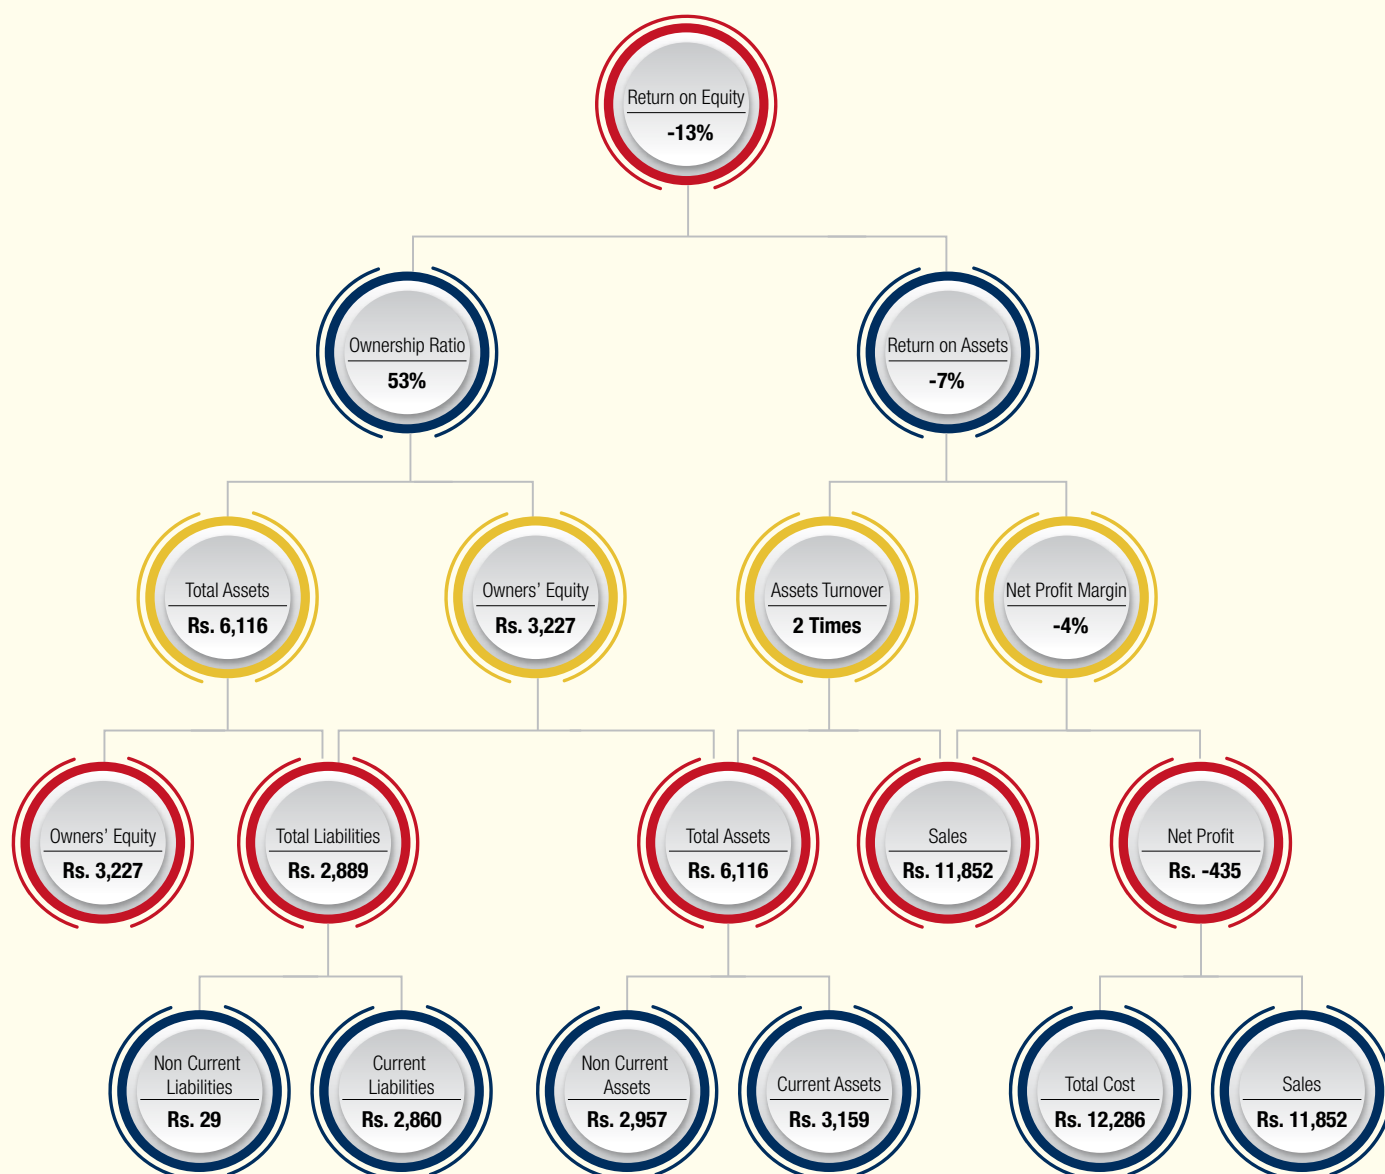 Return on Equity
-13%
Ownership Ratio
53%
Return on Assets
-7%
Total Assets
Rs. 6,116
Owners' Equity
Rs. 3,227
Assets Turnover
2 Times
Net Profit Margin
-4%
Owners' Equity
Rs. 3,227
Total Liabilities
Rs. 2,889
Total Assets
Rs. 6,116
Sales
Rs. 11,852
Net Profit
Rs. -435
Non Current
Liabilities
Rs. 29
Current
Liabilities
Rs. 2,860
Non Current
Assets
Rs. 2,957
Current Assets
Rs. 3,159
Total Cost
Rs. 12,286
Sales
Rs. 11,852